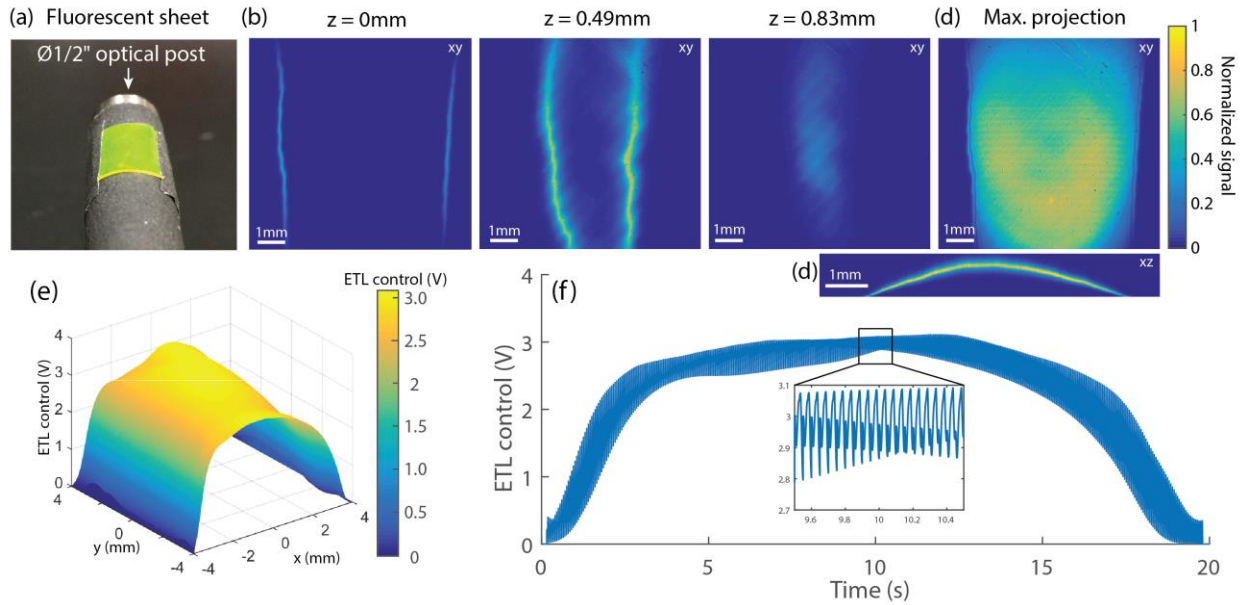 (a) Fluorescent sheet
Ø1/2" optical post
(b)
z = 0mm
xy
1mm
z = 0.49mm
xy
1mm
z = 0.83mm
xy
1mm
(d) Max. projection
xy
1mm
1
0.8
0.6
0.4
0.2
0
Normalized signal
(d)
xz
1mm
(e)
ETL control (V)
3.0
2.5
2.0
1.5
1.0
0.5
0
ETL control (V)
4
3
2
1
0
4
0
-4
y (mm)
-4
-2
0
2
4
x (mm)
(f)
ETL control (V)
4
3
2
1
0
3.1
3
2.9
2.8
2.7
9.6
9.8
10
10.2
10.4
0
5
10
15
20
Time (s)